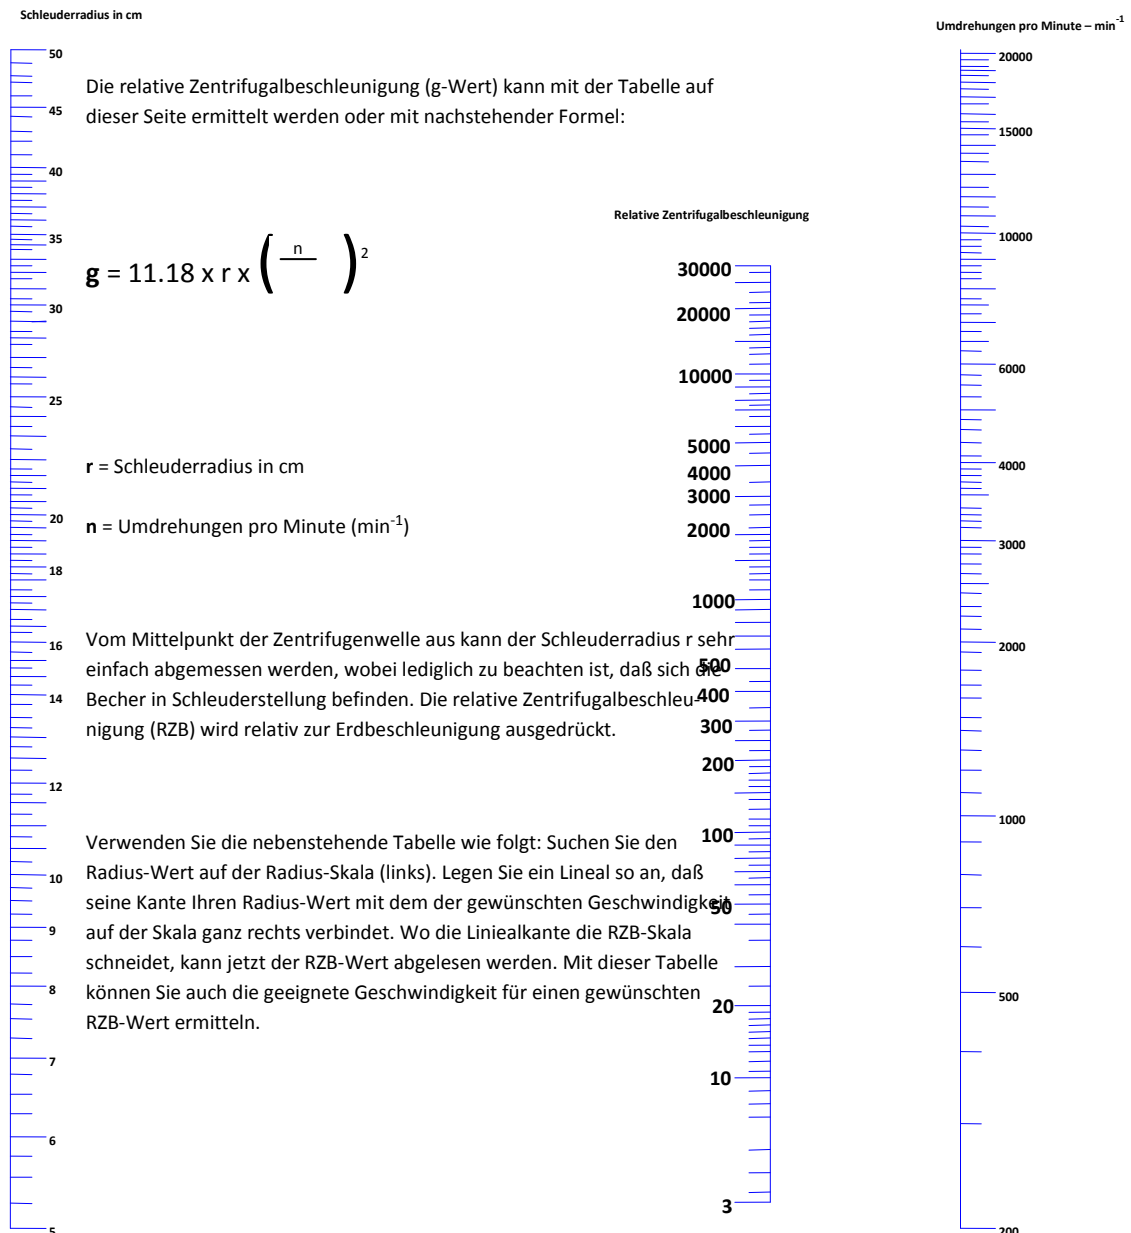 Schleuderradius in cm
Umdrehungen pro Minute – min-1
50
45
40
35
30
25
20
18
16
14
12
10
9
8
7
6
5
Die relative Zentrifugalbeschleunigung (g-Wert) kann mit der Tabelle auf
dieser Seite ermittelt werden oder mit nachstehender Formel:
g = 11.18 x r x ( n )2
r = Schleuderradius in cm
n = Umdrehungen pro Minute (min-1)
Vom Mittelpunkt der Zentrifugenwelle aus kann der Schleuderradius r sehr
einfach abgemessen werden, wobei lediglich zu beachten ist, daß sich die
Becher in Schleuderstellung befinden. Die relative Zentrifugalbeschleu-
nigung (RZB) wird relativ zur Erdbeschleunigung ausgedrückt.
Verwenden Sie die nebenstehende Tabelle wie folgt: Suchen Sie den
Radius-Wert auf der Radius-Skala (links). Legen Sie ein Lineal so an, daß
seine Kante Ihren Radius-Wert mit dem der gewünschten Geschwindigkeit
auf der Skala ganz rechts verbindet. Wo die Liniealkante die RZB-Skala
schneidet, kann jetzt der RZB-Wert abgelesen werden. Mit dieser Tabelle
können Sie auch die geeignete Geschwindigkeit für einen gewünschten
RZB-Wert ermitteln.
Relative Zentrifugalbeschleunigung
30000
20000
10000
5000
4000
3000
2000
1000
500
400
300
200
100
50
20
10
3
20000
15000
10000
6000
4000
3000
2000
1000
500
200